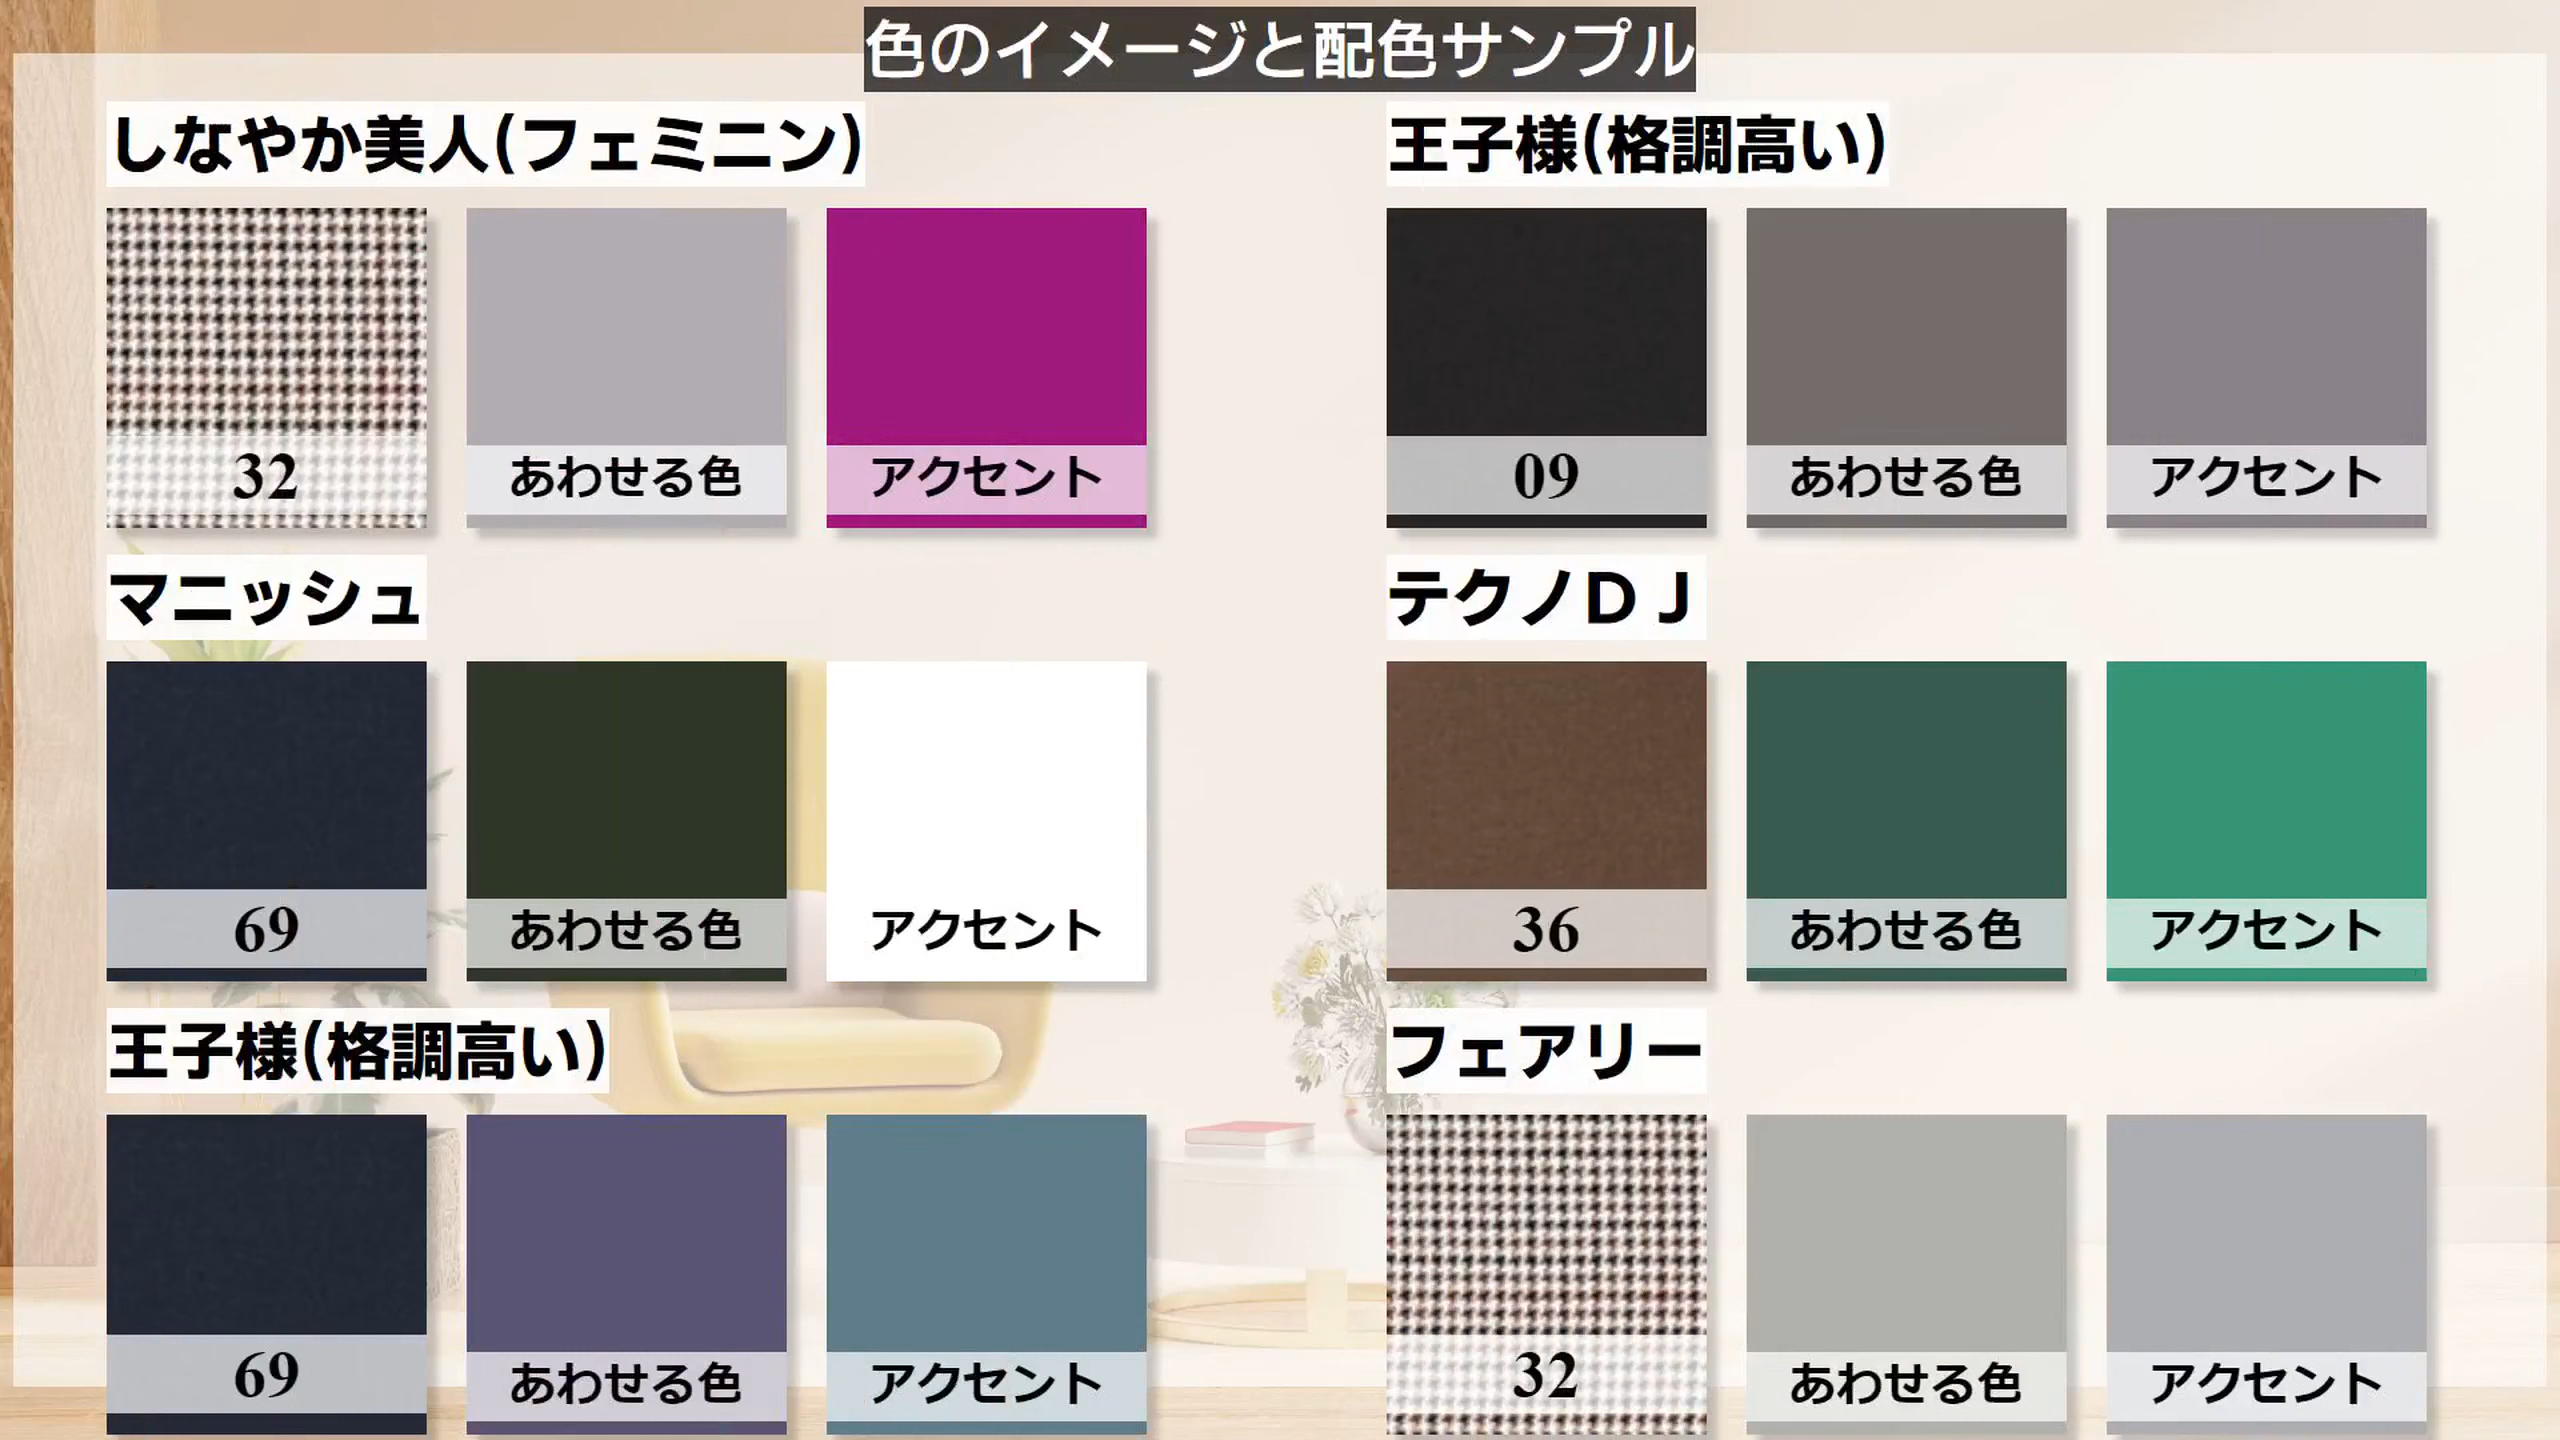 色のイメージと配色サンプル
しなやか美人(フェミニン)
32
あわせる色
アクセント
王子様(格調高い)
09
あわせる色
アクセント
マニッシュ
69
あわせる色
アクセント
テクノＤＪ
36
あわせる色
アクセント
王子様(格調高い)
69
あわせる色
アクセント
フェアリー
32
あわせる色
アクセント